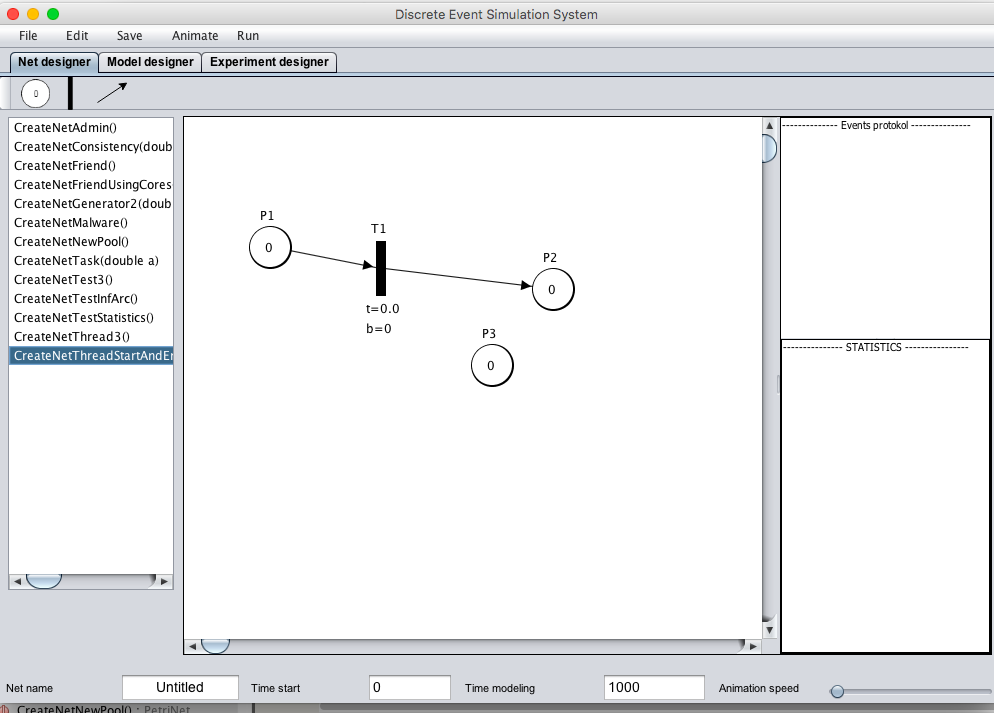 Discrete Event Simulation System
File Edit Save Animate Run
Net designer Model designer Experiment designer
0
CreateNetAdmin()
CreateNetConsistency(doub
CreateNetFriend()
CreateNetFriendUsingCores
CreateNetGenerator2(doub
CreateNetMalware()
CreateNetNewPool()
CreateNetTask(double a)
CreateNetTest3()
CreateNetTestInfArc()
CreateNetTestStatistics()
CreateNetThread3()
CreateNetThreadStartAndEn
P1
0
T1
t=0.0
b=0
P2
0
P3
0
-------------- Events protokol ---------------
--------------- STATISTICS ----------------
Net name Untitled Time start 0 Time modeling 1000 Animation speed
CreateNetNewPool() : PetriNet